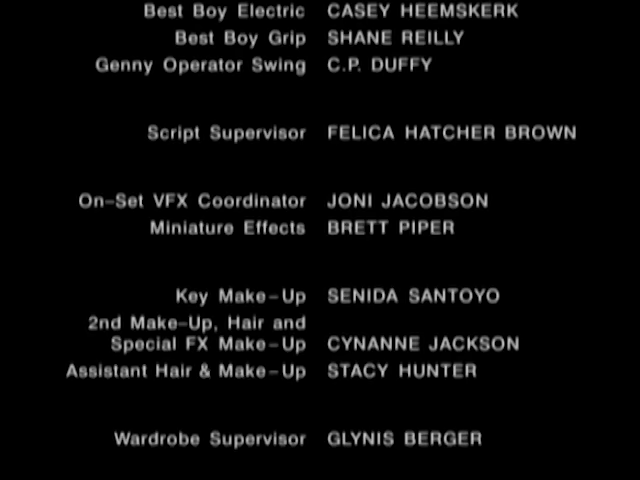 Best Boy Electric CASEY HEEMSKERK
Best Boy Grip SHANE REILLY
Genny Operator Swing C.P. DUFFY
Script Supervisor FELICA HATCHER BROWN
On-Set VFX Coordinator JONI JACOBSON
Miniature Effects BRETT PIPER
Key Make-Up SENIDA SANTOYO
2nd Make-Up, Hair and
Special FX Make-Up CYNANNE JACKSON
Assistant Hair & Make-Up STACY HUNTER
Wardrobe Supervisor GLYNIS BERGER